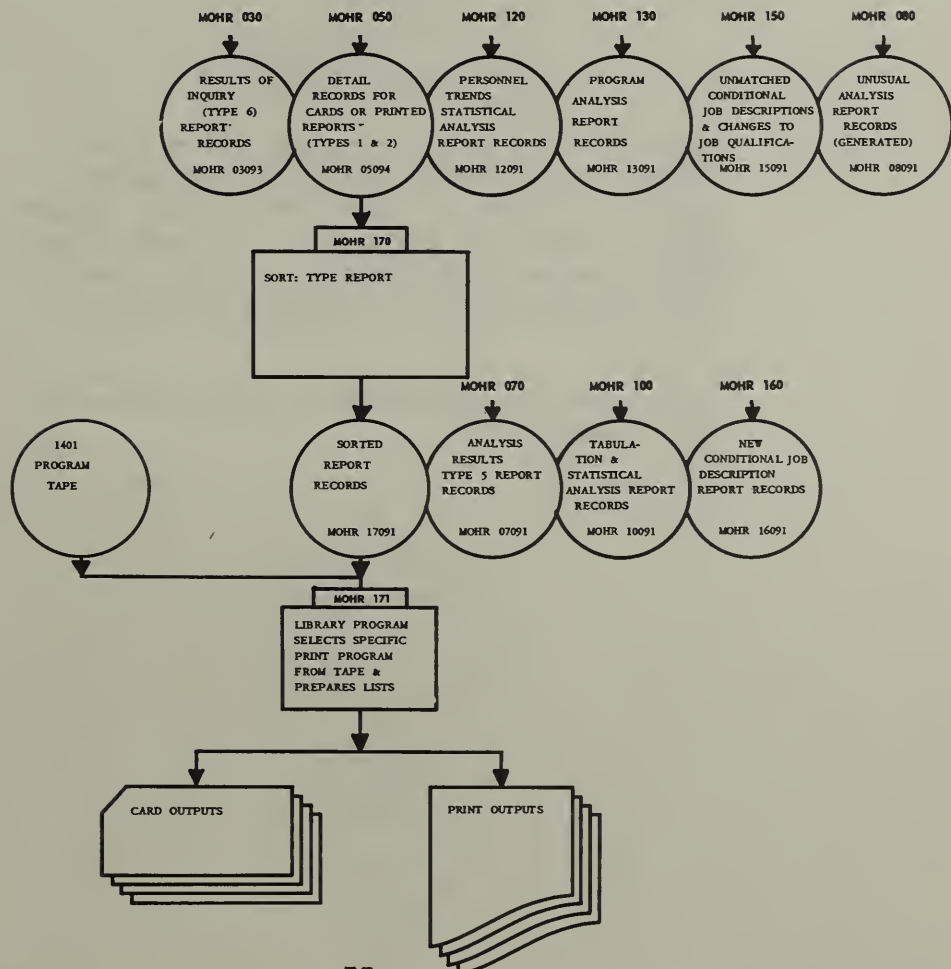 MOHR 030
MOHR 050
MOHR 120
MOHR 130
MOHR 150
MOHR 080
RESULTS OF
INQUIRY
(TYPE 6)
REPORT
RECORDS
MOHR 03093
DETAIL
RECORDS FOR
CARDS OR PRINTED
REPORTS
(TYPES 1 & 2)
MOHR 05094
PERSONNEL
TRENDS
STATISTICAL
ANALYSIS
REPORT RECORDS
MOHR 12091
PROGRAM
ANALYSIS
REPORT
RECORDS
MOHR 13091
UNMATCHED
CONDITIONAL
JOB DESCRIPTIONS
& CHANGES TO
JOB QUALIFICA-
TIONS
MOHR 15091
UNUSUAL
ANALYSIS
REPORT
RECORDS
(GENERATED)
MOHR 08091
MOHR 170
SORT: TYPE REPORT
MOHR 070
MOHR 100
MOHR 160
1401
PROGRAM
TAPE
SORTED
REPORT
RECORDS
MOHR 17091
ANALYSIS
RESULTS
TYPE 5 REPORT
RECORDS
MOHR 07091
TABULA-
TION &
STATISTICAL
ANALYSIS REPORT
RECORDS
MOHR 10091
NEW
CONDITIONAL JOB
DESCRIPTION
REPORT RECORDS
MOHR 16091
MOHR 171
LIBRARY PROGRAM
SELECTS SPECIFIC
PRINT PROGRAM
FROM TAPE &
PREPARES LISTS
CARD OUTPUTS
PRINT OUTPUTS